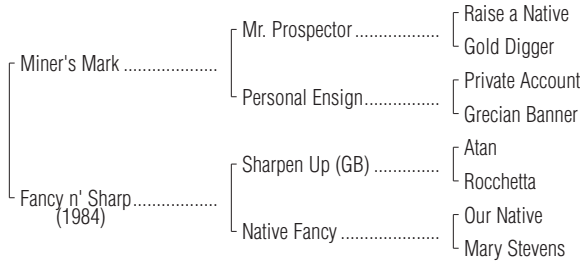 Raise a Native
Mr. Prospector ..................
Gold Digger
Miner's Mark ....................
Private Account
Personal Ensign................
Grecian Banner
Atan
Sharpen Up (GB) ..............
Rocchetta
Fancy n' Sharp..................
(1984)
Our Native
Native Fancy .....................
Mary Stevens